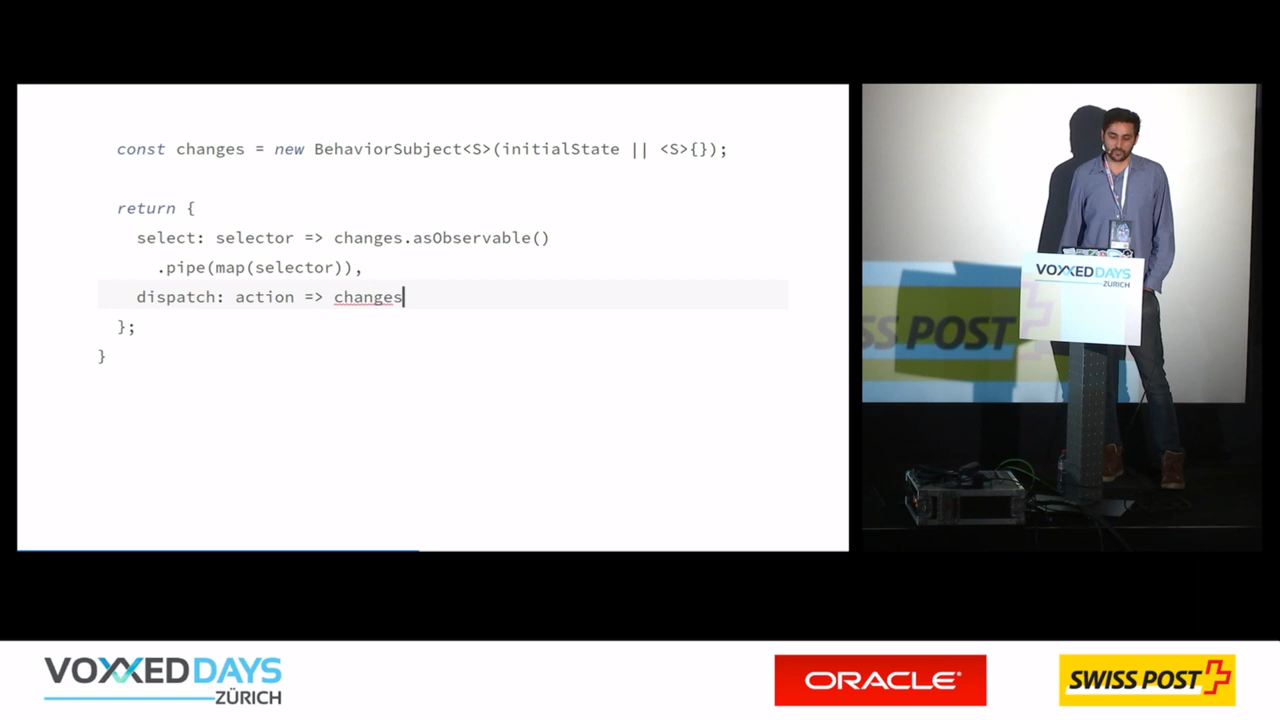 const changes = new BehaviorSubject<S>(initialState || <S>{});
return {
select: selector => changes.asObservable()
.pipe(map(selector)),
dispatch: action => changes
};
}
VOXXED DAYS
ZÜRICH
SS POST
VOXXED DAYS
ZÜRICH
ORACLE®
SWISS POST